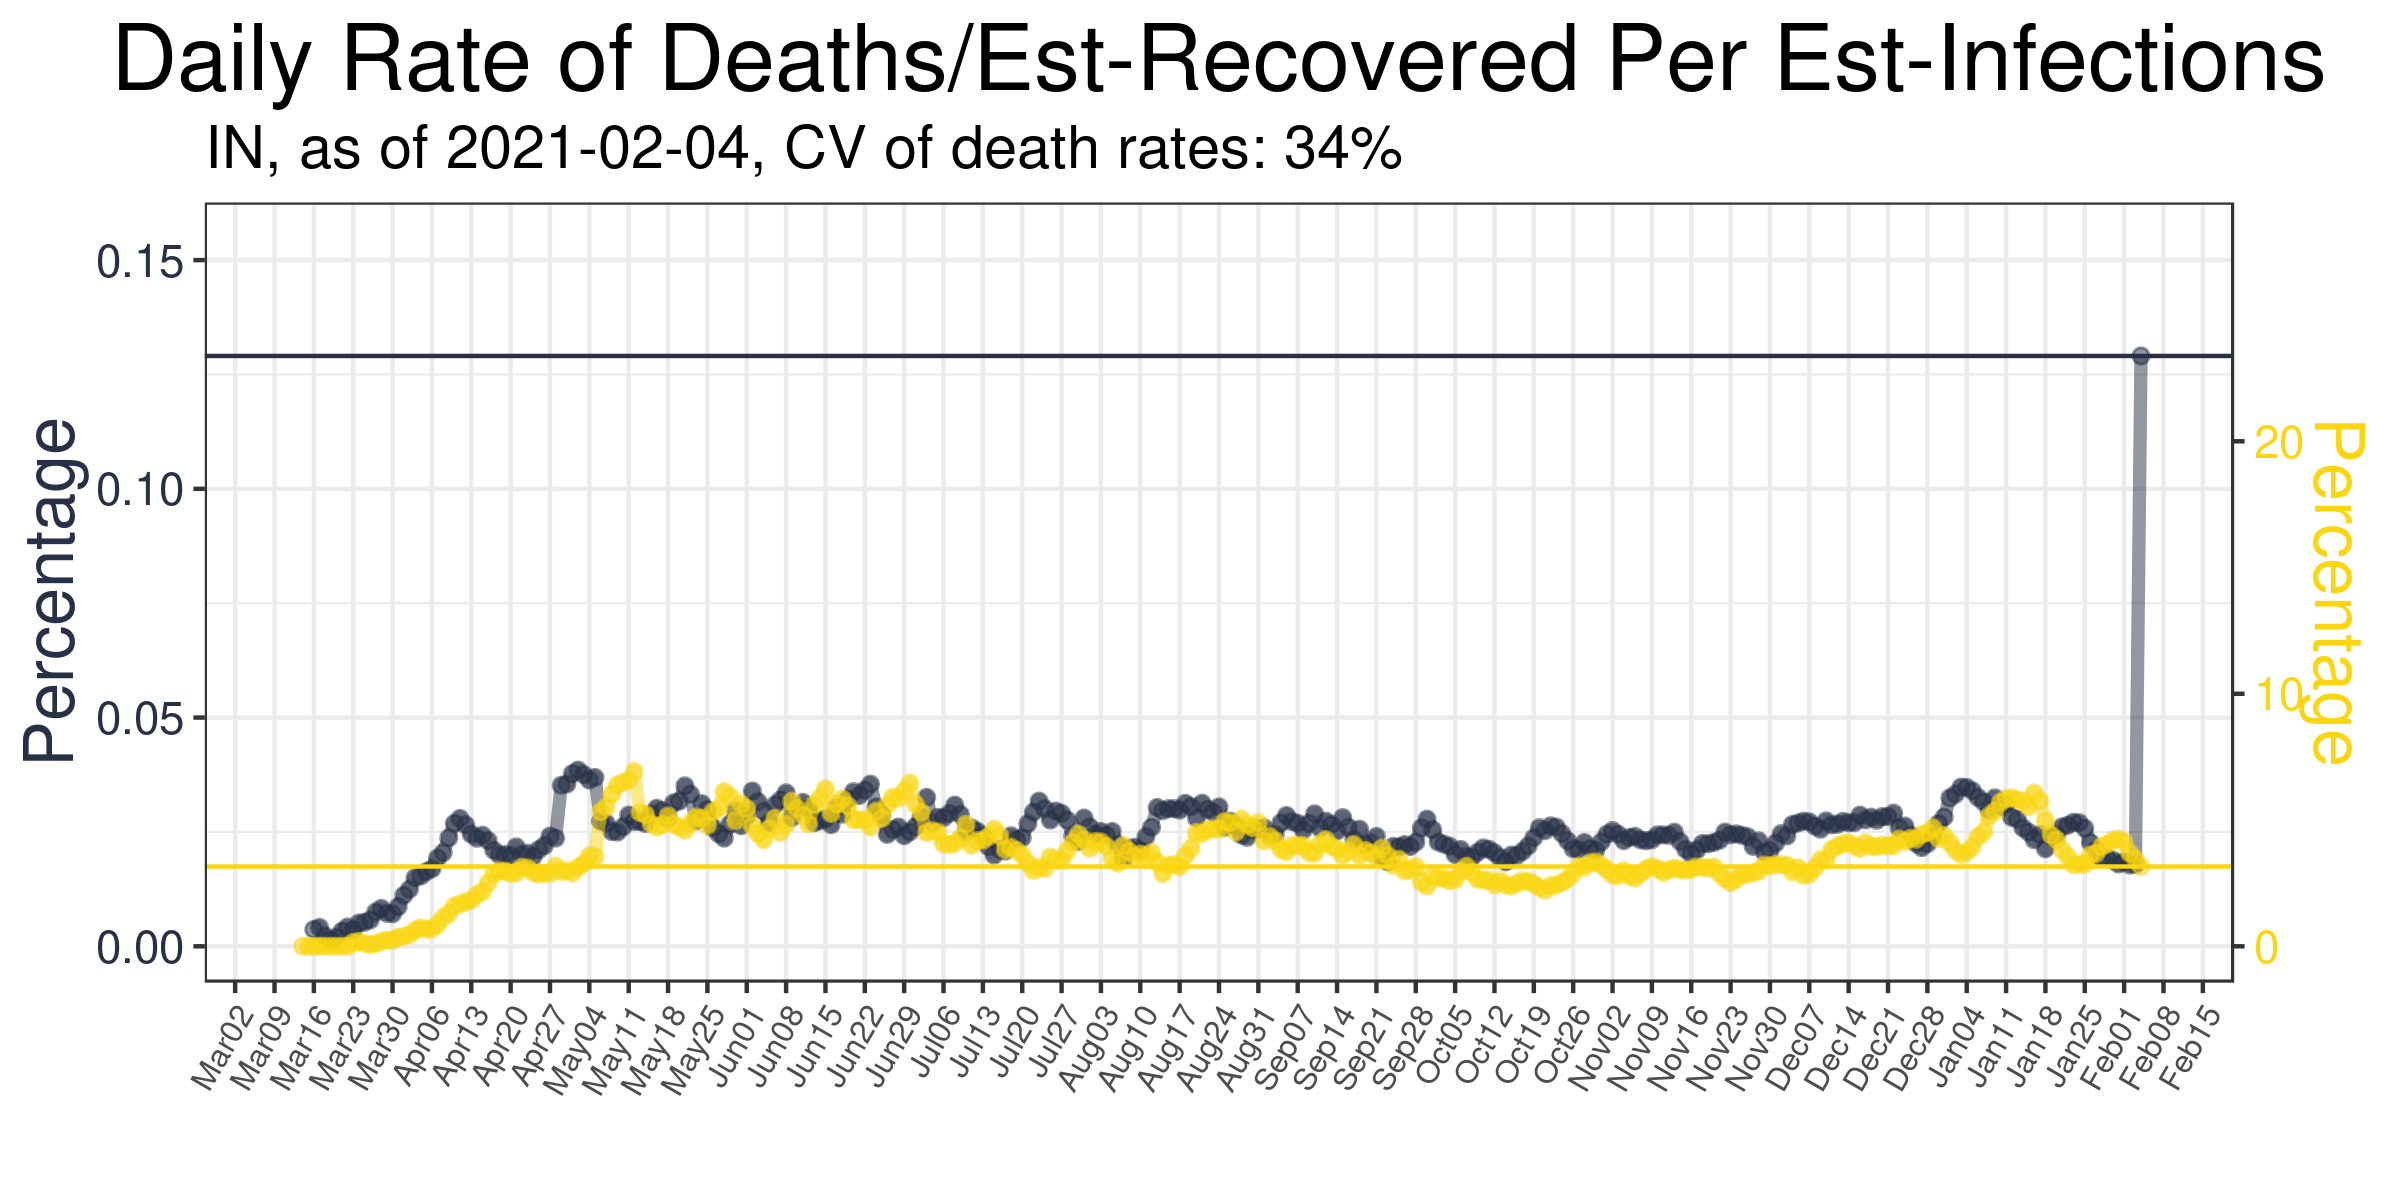 Daily Rate of Deaths/Est-Recovered Per Est-Infections
IN, as of 2021-02-04, CV of death rates: 34%
Percentage
0.15
0.10
0.05
0.00
20
10
0
Percentage
Mar02 Mar09 Mar16 Mar23 Mar30 Apr06 Apr13 Apr20 Apr27 May04 May11 May18 May25 Jun01 Jun08 Jun15 Jun22 Jun29 Jul06 Jul13 Jul20 Jul27 Aug03 Aug10 Aug17 Aug24 Aug31 Sep07 Sep14 Sep21 Sep28 Oct05 Oct12 Oct19 Oct26 Nov02 Nov09 Nov16 Nov23 Nov30 Dec07 Dec14 Dec21 Dec28 Jan04 Jan11 Jan18 Jan25 Feb01 Feb08 Feb15